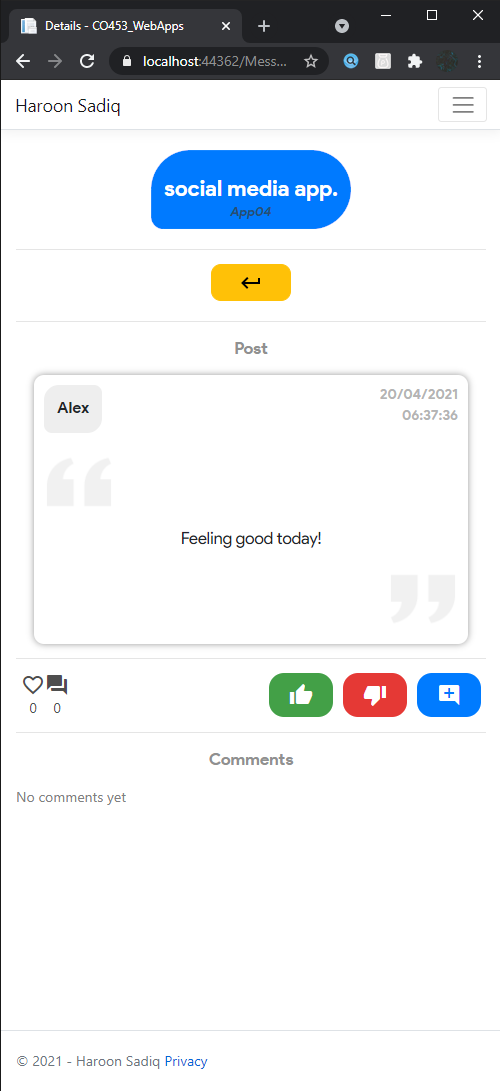 Details - CO453_WebApps
localhost:44362/Mess...
Haroon Sadiq
social media app.
App04
Post
Alex
20/04/2021
06:37:36
Feeling good today!
0 0
Comments
No comments yet
© 2021 - Haroon Sadiq Privacy